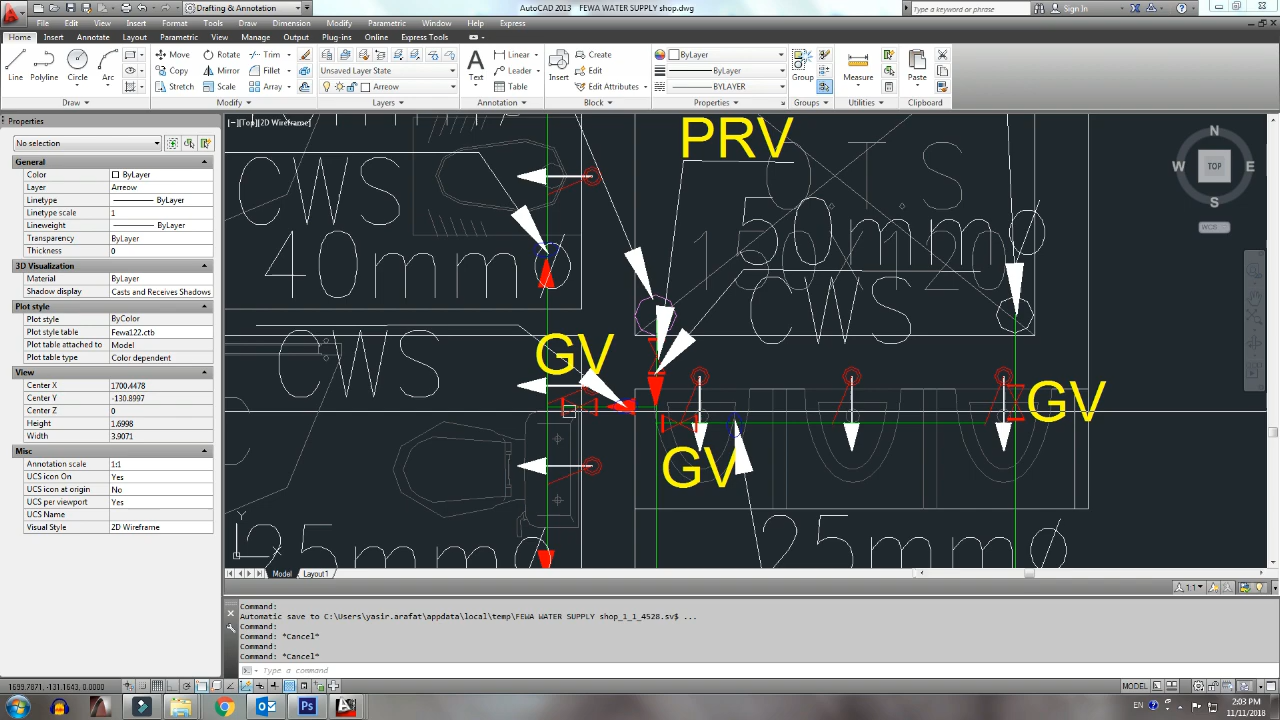 Drafting & Annotation
AutoCAD 2013 FEWA WATER SUPPLY shop.dwg
Type a keyword or phrase
Sign In
File Edit View Insert Format Tools Draw Dimension Modify Parametric Window Help Express
Home Insert Annotate Layout Parametric View Manage Output Plug-ins Online Express Tools
Line Polyline Circle Arc
Move Rotate Trim
Copy Mirror Fillet
Stretch Scale Array
Unsaved Layer State
Arreow
Text
Linear
Leader
Table
Insert
Create
Edit
Edit Attributes
ByLayer
ByLayer
BYLAYER
Group
Measure
Paste
Draw Modify Layers Annotation Block Properties Groups Utilities Clipboard
Properties
No selection
General
Color ByLayer
Layer Arreow
Linetype ByLayer
Linetype scale 1
Lineweight ByLayer
Transparency ByLayer
Thickness 0
3D Visualization
Material ByLayer
Shadow display Casts and Receives Shadows
Plot style
Plot style ByColor
Plot style table Fewa122.ctb
Plot table attached to Model
Plot table type Color dependent
View
Center X 1700.4478
Center Y -130.8997
Center Z 0
Height 1.6998
Width 3.9071
Misc
Annotation scale 1:1
UCS icon On Yes
UCS icon at origin No
UCS per viewport Yes
UCS Name
Visual Style 2D Wireframe
[−][Top][2D Wireframe]
PRV
CWS
40mmø
O.T.S
50mmø
CWS
GV
CWS
GV
GV
25mmø
25mmø
N
W TOP E
S
WCS
Y
X
Model Layout1
1:1
Command:
Automatic save to C:\Users\yasir.arafat\appdata\local\temp\FEWA WATER SUPPLY shop_1_1_4528.sv$ ...
Command:
Command: *Cancel*
Command:
Command: *Cancel*
Type a command
1699.7871, -131.1643, 0.0000
MODEL
EN
2:03 PM
11/11/2018